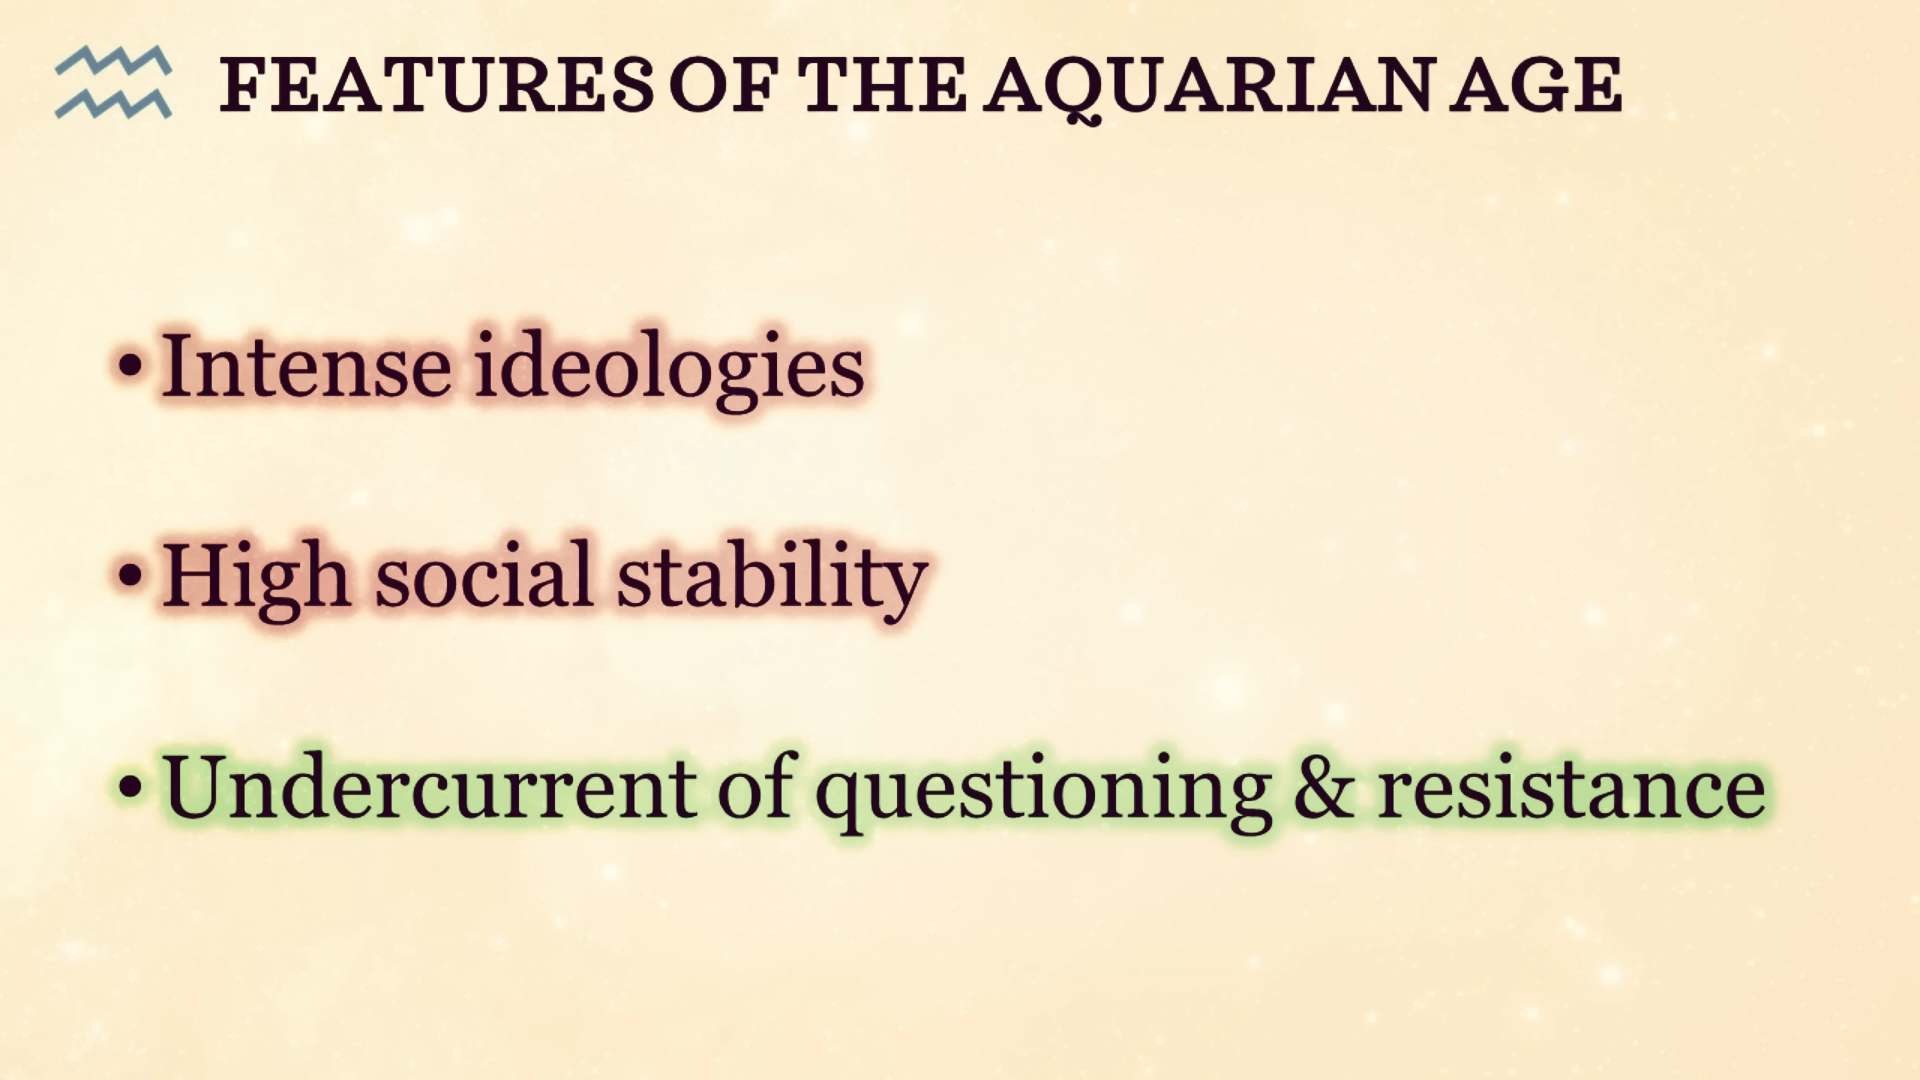 FEATURES OF THE AQUARIAN AGE
• Intense ideologies
• High social stability
• Undercurrent of questioning & resistance